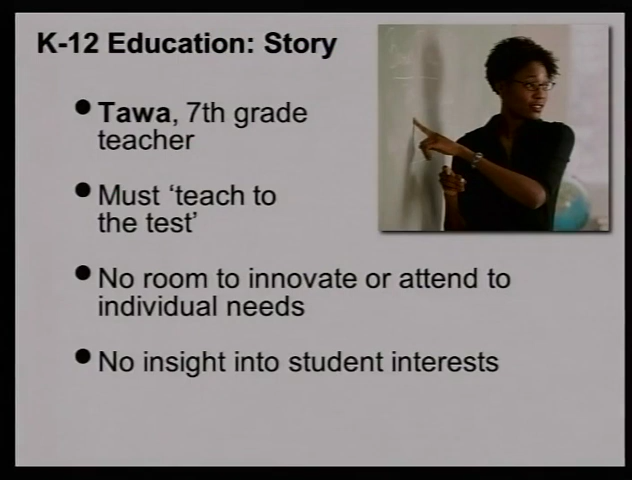 K-12 Education: Story
Tawa, 7th grade
teacher
Must ‘teach to
the test’
No room to innovate or attend to
individual needs
No insight into student interests